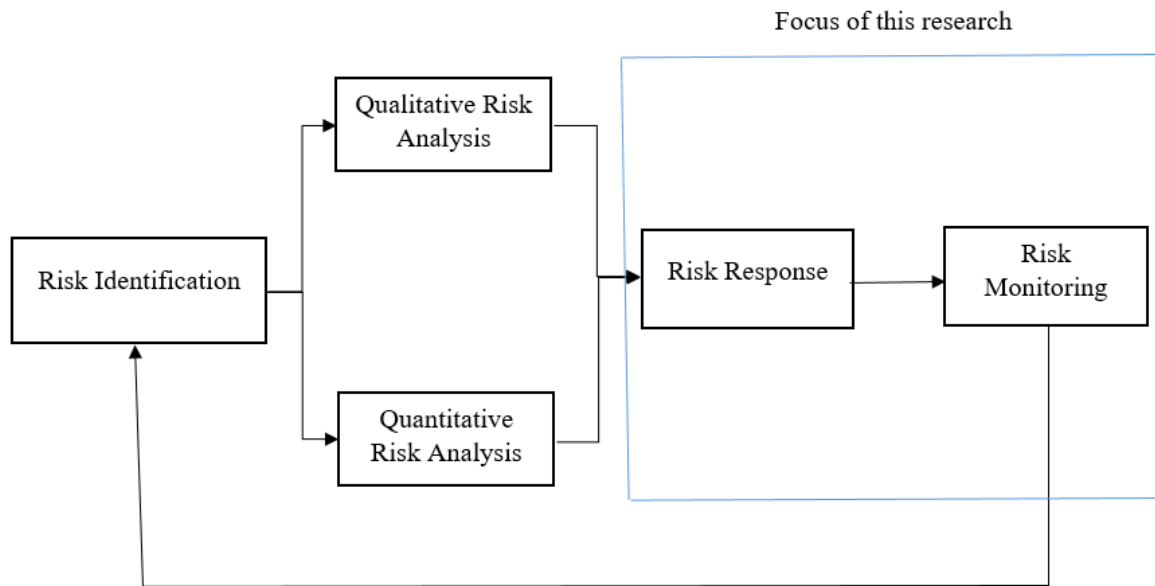 Focus of this research
Qualitative Risk
Analysis
Risk Identification
Risk Response
Risk
Monitoring
Quantitative
Risk Analysis